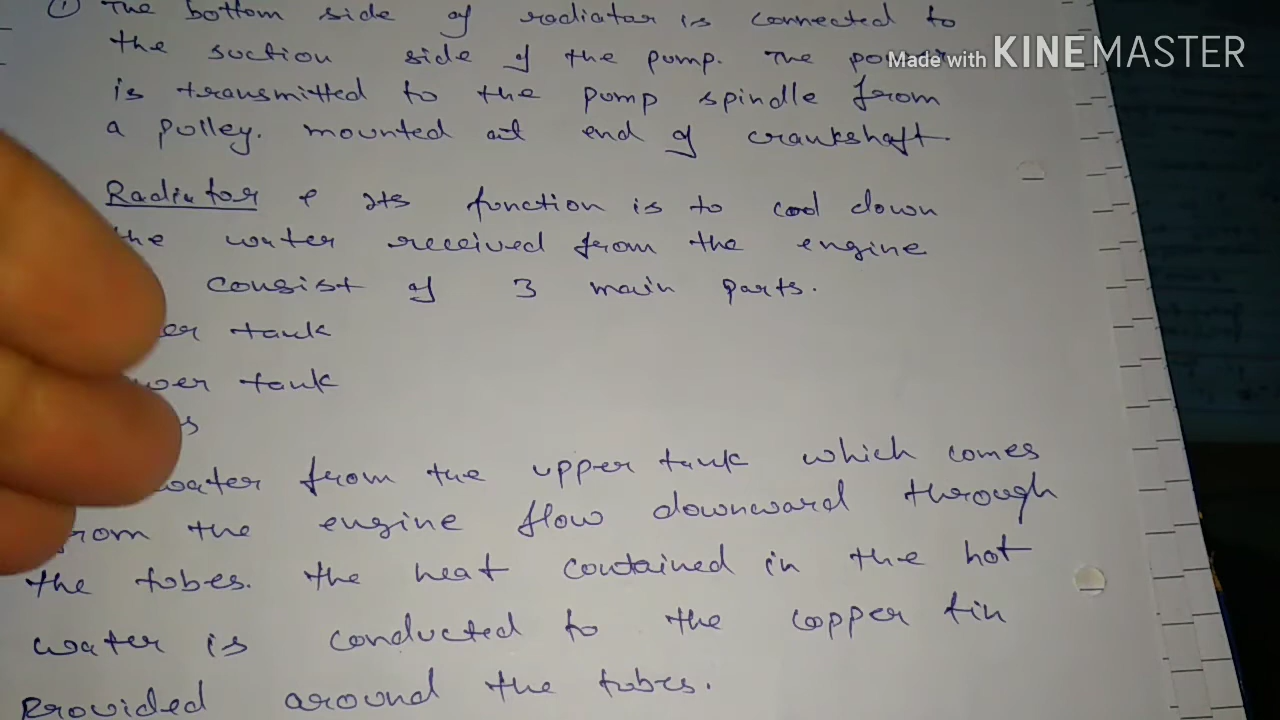 ① The bottom side of radiator is connected to
the suction side of the pump. The
Made with KINEMASTER
is transmitted to the pump spindle from
a pulley. mounted at end of crankshaft.
Radiator its function is to cool down
the water received from the engine
consist of 3 main parts.
tank
tank
water from the upper tank which comes
from the engine flow downward through
the tubes. the heat contained in the hot
water is conducted to the copper fin
Provided around the tubes.